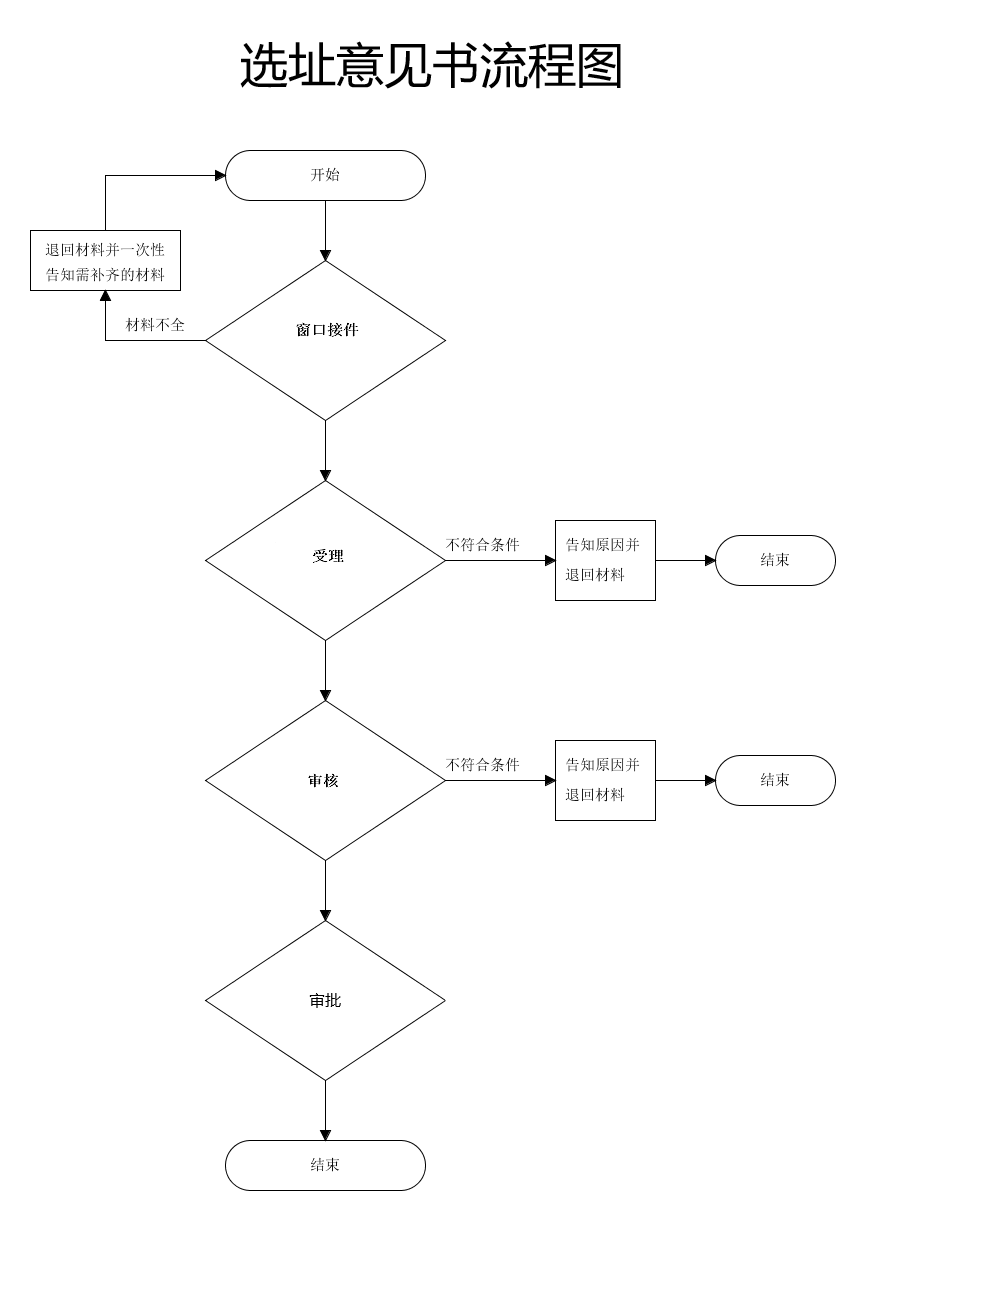 选址意见书流程图
开始
退回材料并一次性
告知需补齐的材料
材料不全
窗口接件
受理
不符合条件
告知原因并
退回材料
结束
审核
不符合条件
告知原因并
退回材料
结束
审批
结束